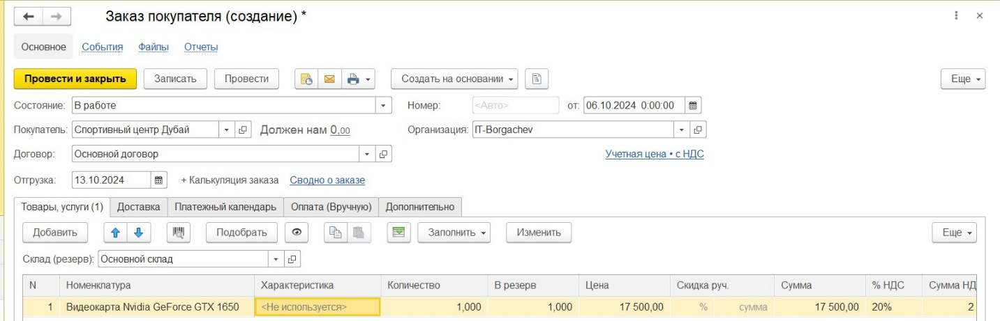 Заказ покупателя (создание) *
Основное События Файлы Отчеты
Провести и закрыть Записать Провести Создать на основании Еще
Состояние: В работе Номер: <Авто> от: 06.10.2024 0:00:00
Покупатель: Спортивный центр Дубай Должен нам 0,00 Организация: IT-Borgachev
Договор: Основной договор Учетная цена • с НДС
Отгрузка: 13.10.2024 + Калькуляция заказа Сводно о заказе
Товары, услуги (1) Доставка Платежный календарь Оплата (Вручную) Дополнительно
Добавить Подобрать Заполнить Изменить Еще
Склад (резерв): Основной склад
N Номенклатура Характеристика Количество В резерв Цена Скидка руч. Сумма % НДС Сумма НД
1 Видеокарта Nvidia GeForce GTX 1650 <Не используется> 1,000 1,000 17 500,00 % сумма 17 500,00 20% 2